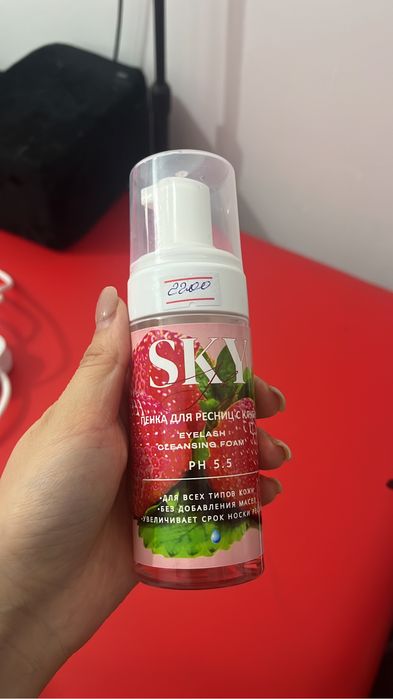 2200
SKY
ПЕНКА ДЛЯ РЕСНИЦ С
EYELASH
CLEANSING FOAM
PH 5.5
•ДЛЯ ВСЕХ ТИПОВ КОЖИ
•БЕЗ ДОБАВЛЕНИЯ МАСЕЛ
•УВЕЛИЧИВАЕТ СРОК НОСКИ